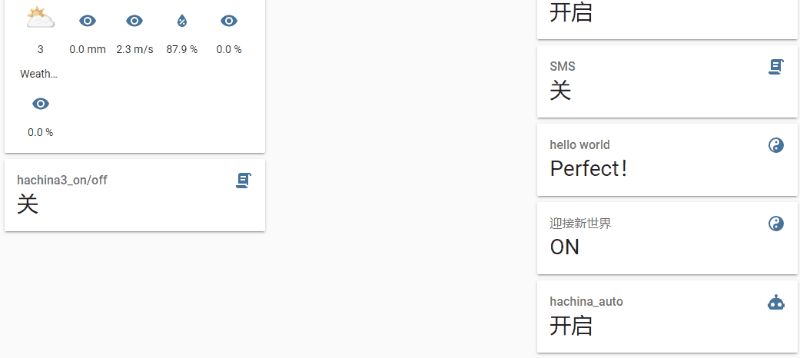 3
0.0 mm
2.3 m/s
87.9 %
0.0 %
Weath...
0.0 %
hachina3_on/off
关
开启
SMS
关
hello world
Perfect！
迎接新世界
ON
hachina_auto
开启